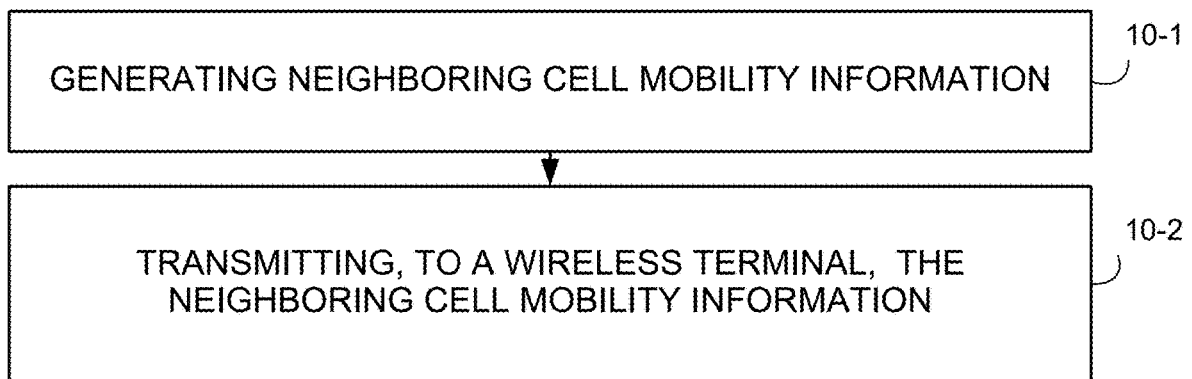 10-1
GENERATING NEIGHBORING CELL MOBILITY INFORMATION
10-2
TRANSMITTING, TO A WIRELESS TERMINAL, THE
NEIGHBORING CELL MOBILITY INFORMATION